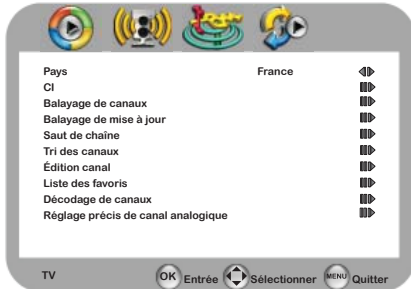 Pays France
CI
Balayage de canaux
Balayage de mise à jour
Saut de chaîne
Tri des canaux
Édition canal
Liste des favoris
Décodage de canaux
Réglage précis de canal analogique
TV OK Entrée Sélectionner MENU Quitter